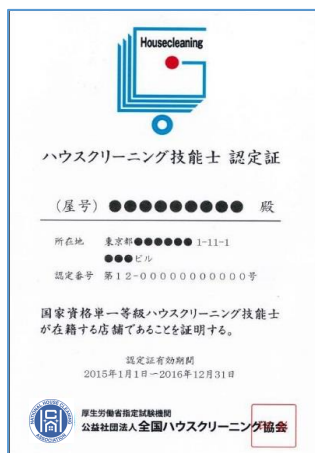 Housecleaning
ハウスクリーニング技能士 認定証
(屋号) ●●●●●●●●● 殿
所在地 東京都●●●●●● 1-11-1
●●●ビル
認定番号 第12-00000000000号
国家資格単一等級ハウスクリーニング技能士
が在籍する店舗であることを証明する。
認定証有効期間
2015年1月1日〜2016年12月31日
厚生労働省指定試験機関
公益社団法人 全国ハウスクリーニング協会
NATIONAL HOUSE CLEANING
ASSOCIATION